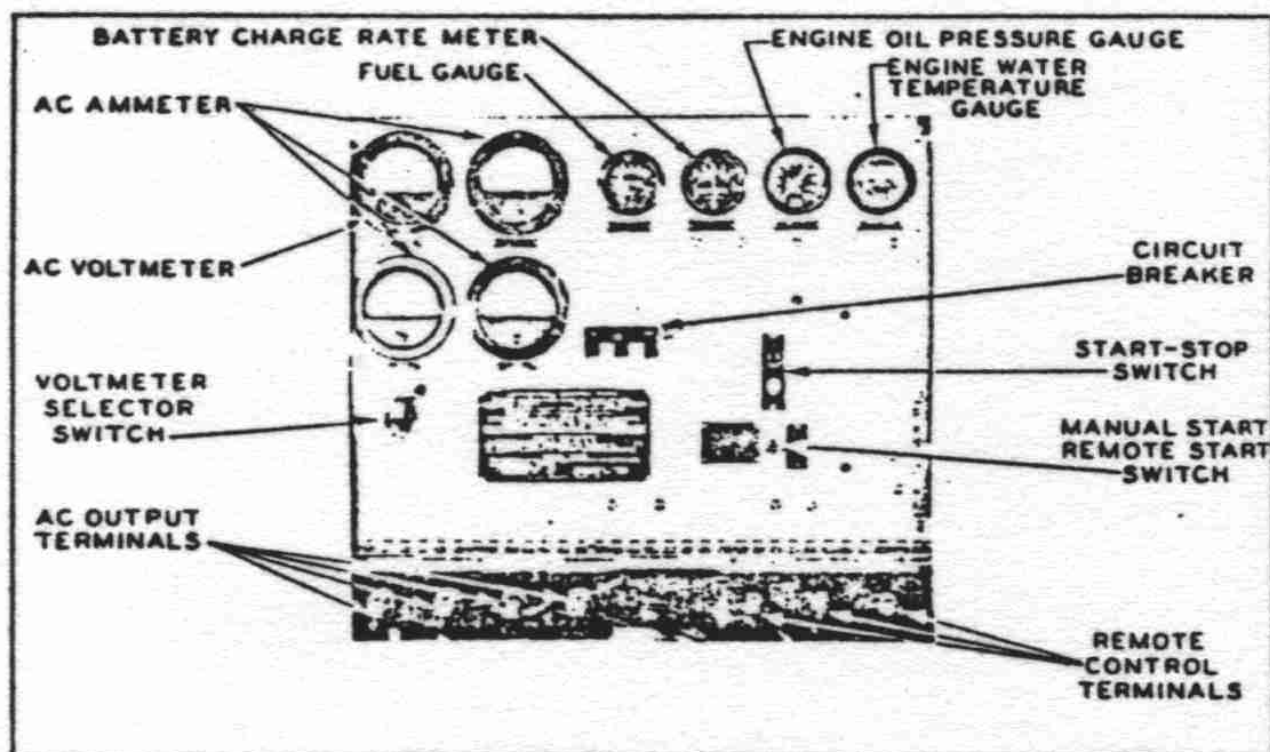 BATTERY CHARGE RATE METER
FUEL GAUGE
AC AMMETER
ENGINE OIL PRESSURE GAUGE
ENGINE WATER
TEMPERATURE
GAUGE
AC VOLTMETER
CIRCUIT
BREAKER
START-STOP
SWITCH
VOLTMETER
SELECTOR
SWITCH
MANUAL START
REMOTE START
SWITCH
AC OUTPUT
TERMINALS
REMOTE
CONTROL
TERMINALS